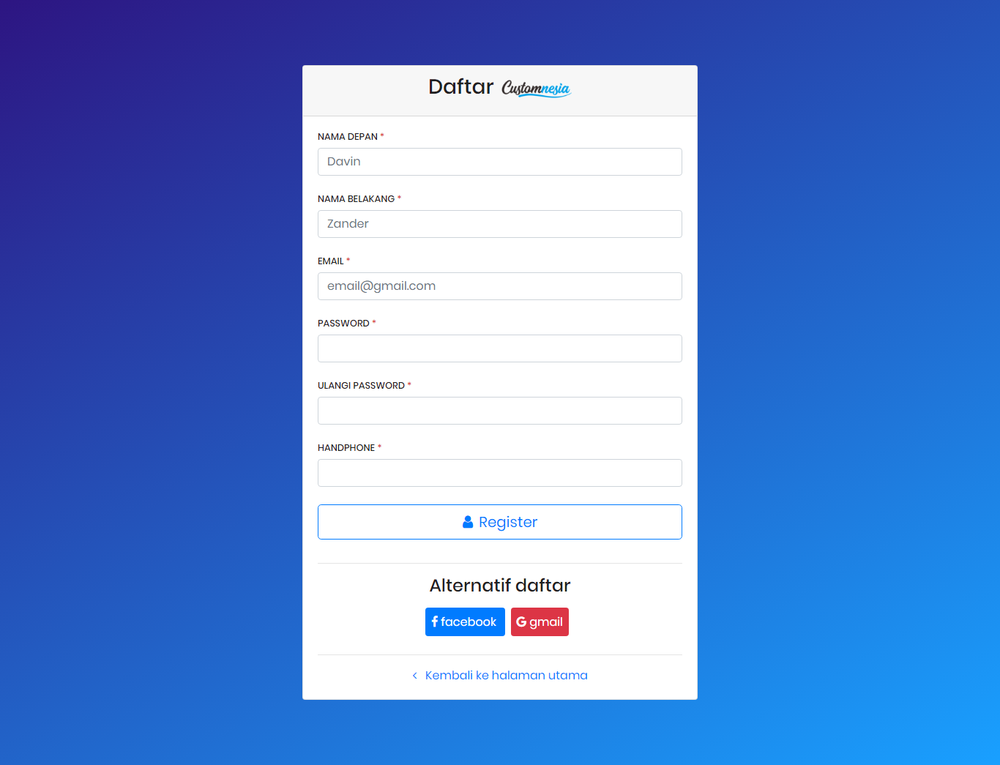 Daftar Customnesia
NAMA DEPAN *
Davin
NAMA BELAKANG *
Zander
EMAIL *
email@gmail.com
PASSWORD *
ULANGI PASSWORD *
HANDPHONE *
Register
Alternatif daftar
facebook gmail
Kembali ke halaman utama